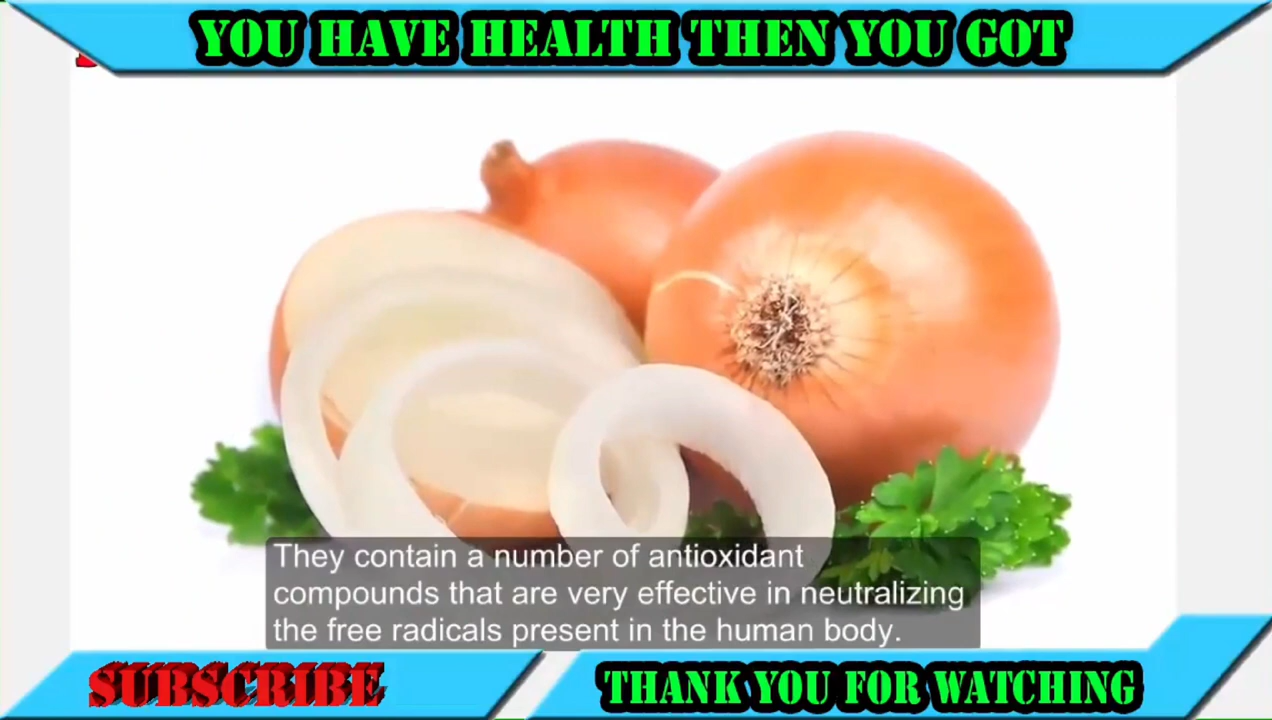 YOU HAVE HEALTH THEN YOU GOT
They contain a number of antioxidant
compounds that are very effective in neutralizing
the free radicals present in the human body.
SUBSCRIBE
THANK YOU FOR WATCHING